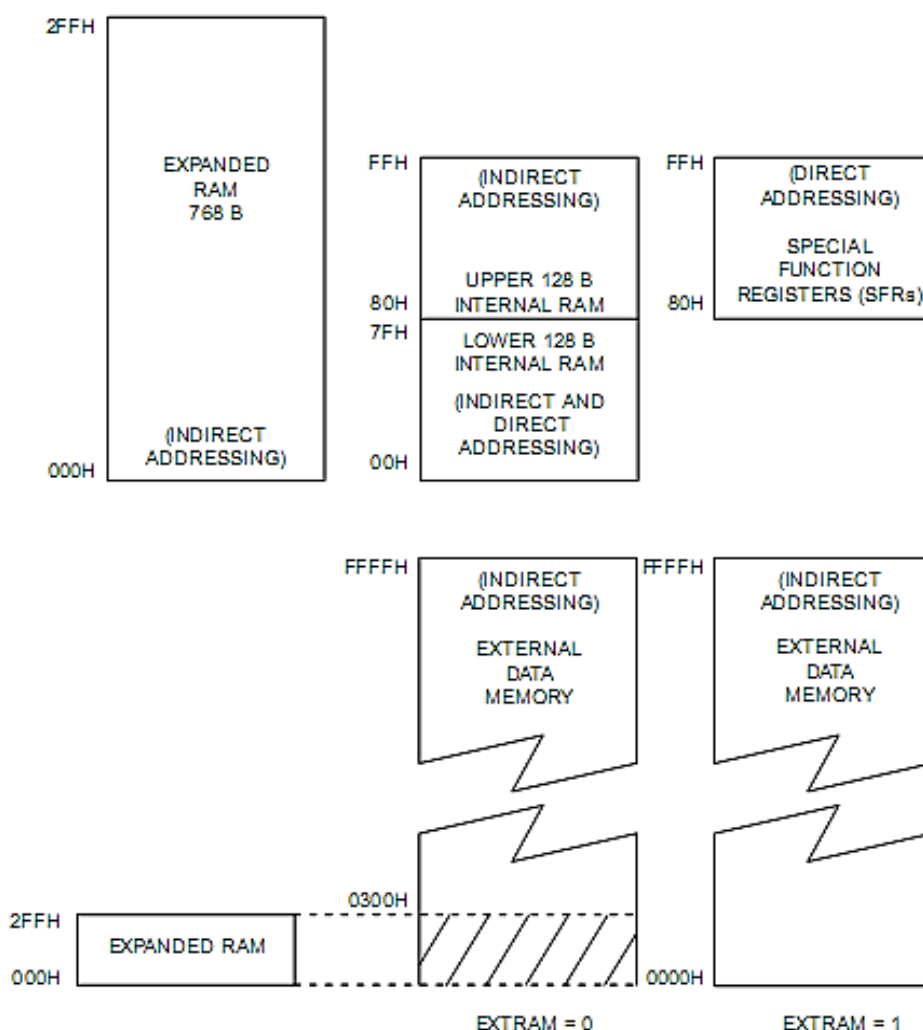 2FFH
EXPANDED
RAM
768 B
(INDIRECT
ADDRESSING)
000H
FFH
(INDIRECT
ADDRESSING)
UPPER 128 B
INTERNAL RAM
80H
7FH
LOWER 128 B
INTERNAL RAM
(INDIRECT AND
DIRECT
ADDRESSING)
00H
FFH
(DIRECT
ADDRESSING)
SPECIAL
FUNCTION
REGISTERS (SFRs)
80H
FFFFH
(INDIRECT
ADDRESSING)
EXTERNAL
DATA
MEMORY
0300H
2FFH
EXPANDED RAM
000H
EXTRAM = 0
FFFFH
(INDIRECT
ADDRESSING)
EXTERNAL
DATA
MEMORY
0000H
EXTRAM = 1